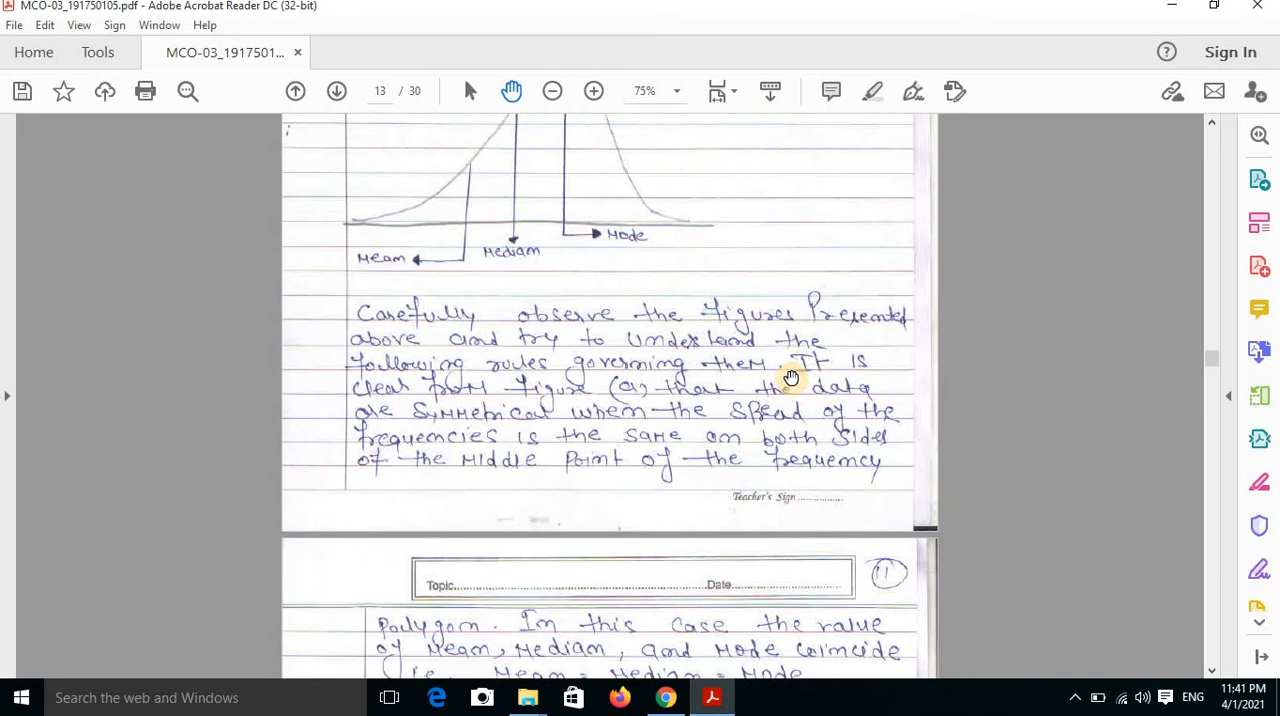 MCO-03_191750105.pdf - Adobe Acrobat Reader DC (32-bit)
File Edit View Sign Window Help
Home Tools MCO-03_1917501... × Sign In
13 / 30 75%
Mode
Median
Mean
Carefully observe the figures Presented
above and try to understand the
following rules governing them. It is
clear from figure (a) that the data
are symmetrical when the spead of the
frequencies is the same on both sides
of the middle point of the frequency
Teacher's Sign ................
Topic.................................Date.................................
11
Polygon. In this case the value
of Mean, Median, and Mode coincide
i.e. Mean = Median = Mode.
Search the web and Windows
ENG
11:41 PM
4/1/2021